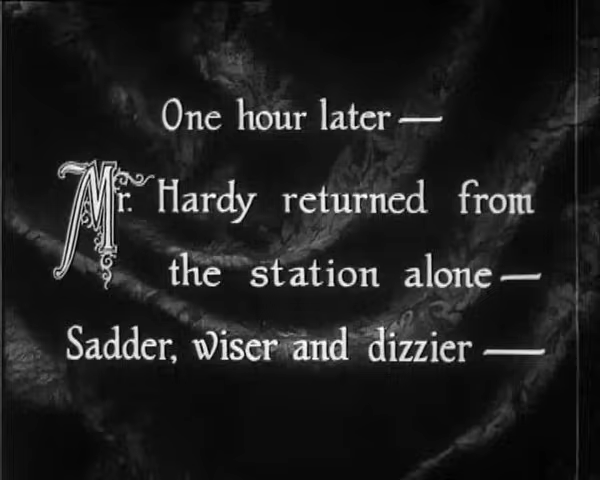 One hour later —
Mr. Hardy returned from
the station alone —
Sadder, wiser and dizzier —